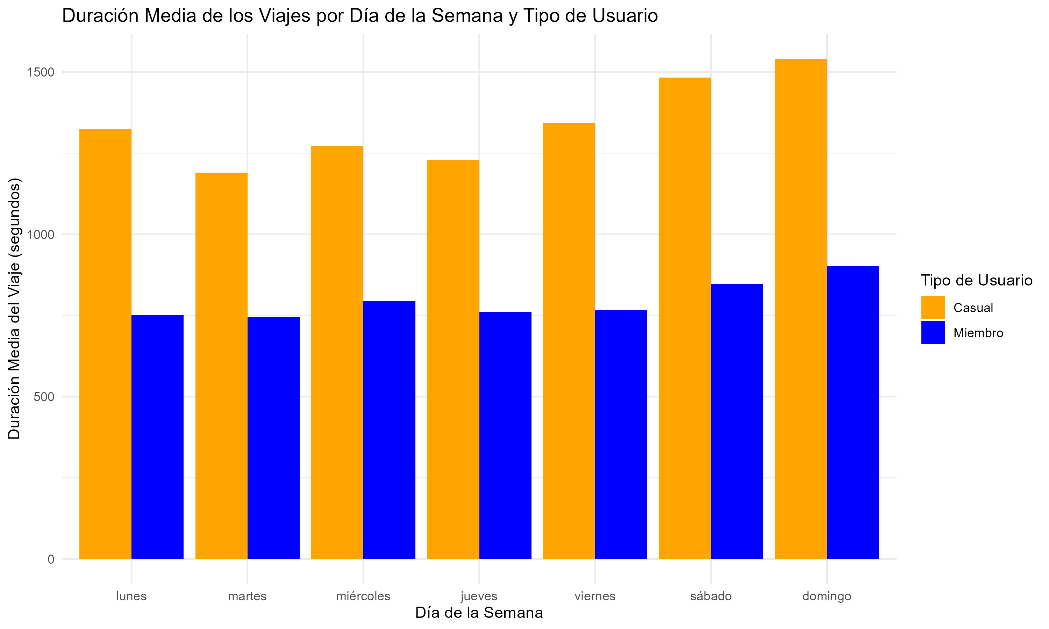 Duración Media de los Viajes por Día de la Semana y Tipo de Usuario
Duración Media del Viaje (segundos)
1500
1000
500
0
lunes martes miércoles jueves viernes sábado domingo
Día de la Semana
Tipo de Usuario
Casual
Miembro